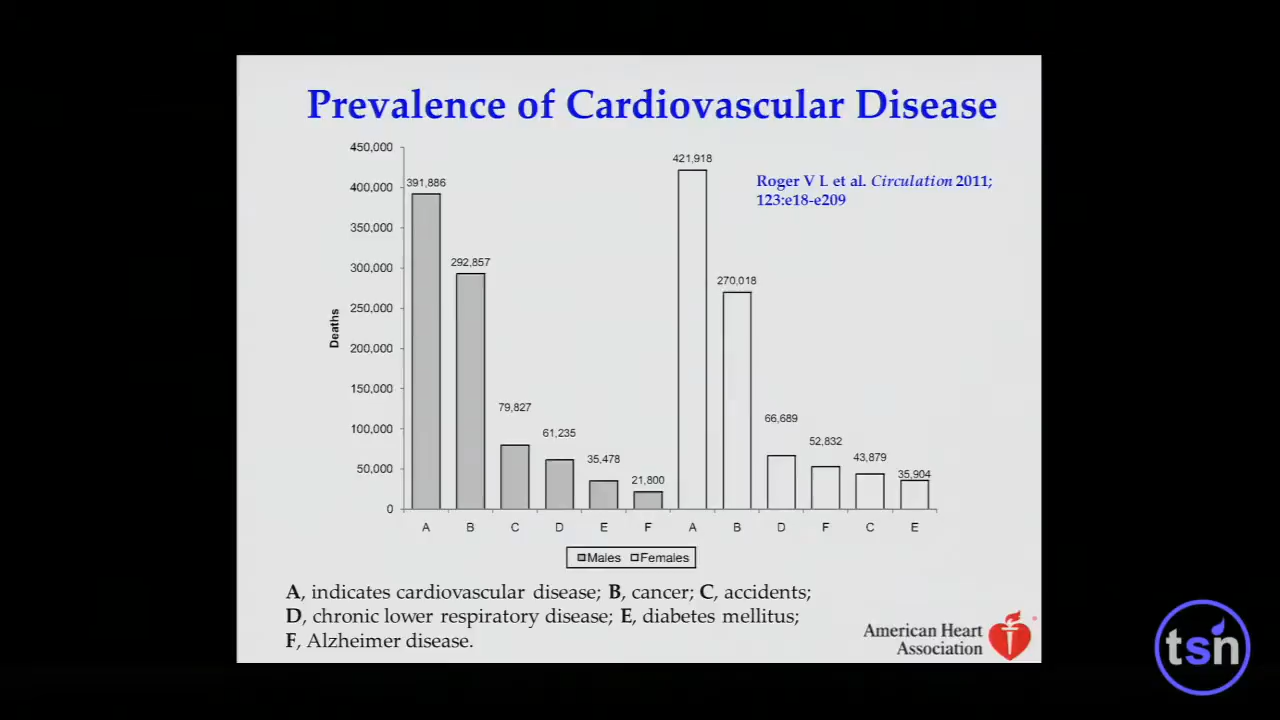 Prevalence of Cardiovascular Disease
450,000
400,000
350,000
300,000
250,000
200,000
150,000
100,000
50,000
0
Deaths
391,886
292,857
79,827
61,235
35,478
21,800
421,918
270,018
66,689
52,832
43,879
35,904
Roger V L et al. Circulation 2011;
123:e18-e209
A B C D E F A B D F C E
Males Females
A, indicates cardiovascular disease; B, cancer; C, accidents;
D, chronic lower respiratory disease; E, diabetes mellitus;
F, Alzheimer disease.
American Heart
Association
tsn